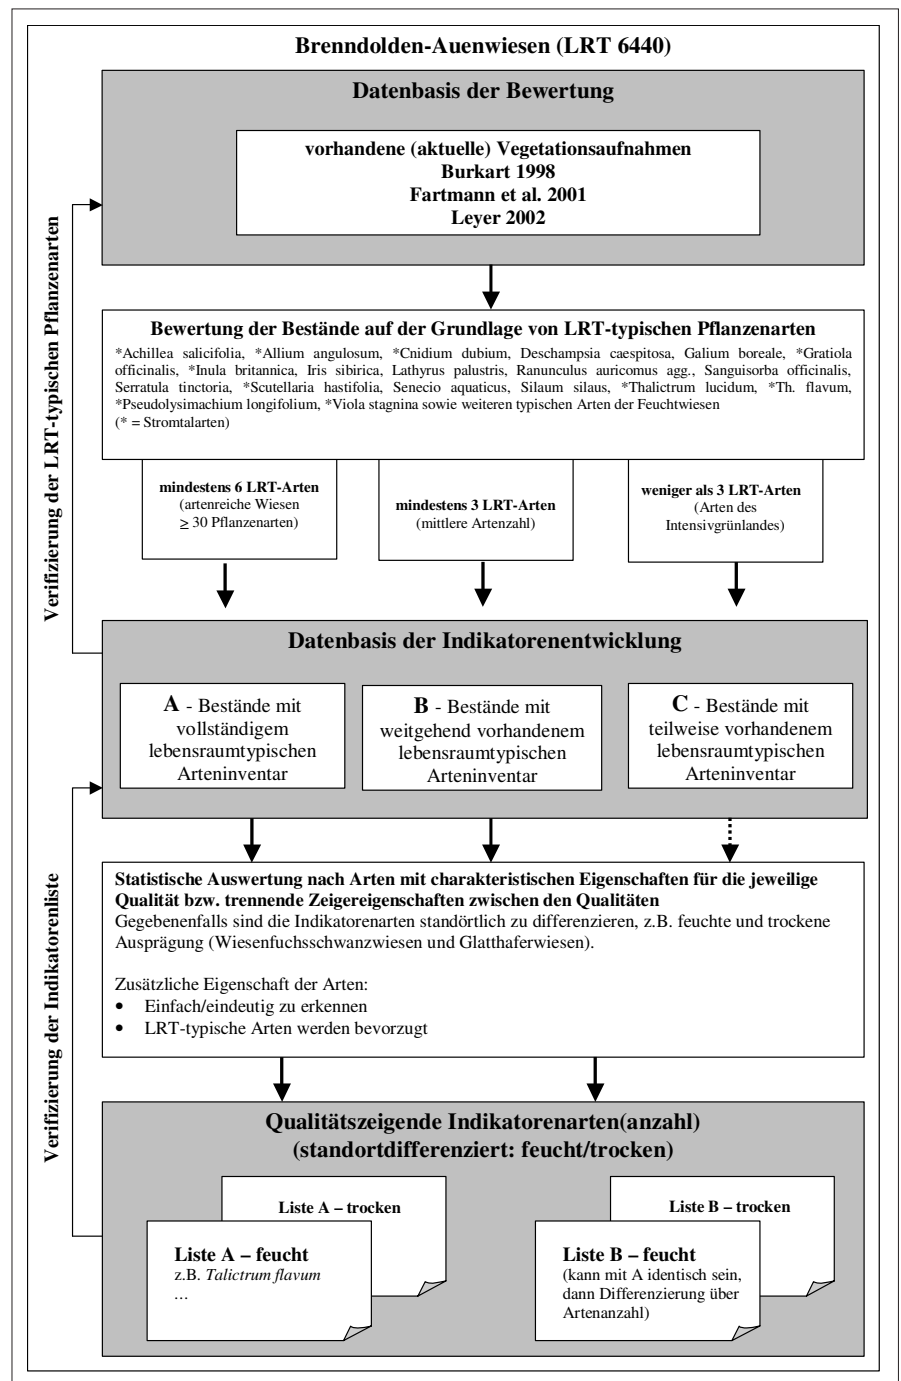 Brenndolden-Auenwiesen (LRT 6440)
Datenbasis der Bewertung
vorhandene (aktuelle) Vegetationsaufnahmen
Burkart 1998
Fartmann et al. 2001
Leyer 2002
Verifizierung der LRT-typischen Pflanzenarten
Bewertung der Bestände auf der Grundlage von LRT-typischen Pflanzenarten
*Achillea salicifolia, *Allium angulosum, *Cnidium dubium, Deschampsia caespitosa, Galium boreale, *Gratiola
officinalis, *Inula britannica, Iris sibirica, Lathyrus palustris, Ranunculus auricomus agg., Sanguisorba officinalis,
Serratula tinctoria, *Scutellaria hastifolia, Senecio aquaticus, Silaum silaus, *Thalictrum lucidum, *Th. flavum,
*Pseudolysimachium longifolium, *Viola stagnina sowie weiteren typischen Arten der Feuchtwiesen
(* = Stromtalarten)
mindestens 6 LRT-Arten
(artenreiche Wiesen
≥ 30 Pflanzenarten)
mindestens 3 LRT-Arten
(mittlere Artenzahl)
weniger als 3 LRT-Arten
(Arten des
Intensivgrünlandes)
Datenbasis der Indikatorenentwicklung
A - Bestände mit
vollständigem
lebensraumtypischen
Arteninventar
B - Bestände mit
weitgehend vorhandenem
lebensraumtypischen
Arteninventar
C - Bestände mit
teilweise vorhandenem
lebensraumtypischen
Arteninventar
Verifizierung der Indikatorenliste
Statistische Auswertung nach Arten mit charakteristischen Eigenschaften für die jeweilige
Qualität bzw. trennende Zeigereigenschaften zwischen den Qualitäten
Gegebenenfalls sind die Indikatorenarten standörtlich zu differenzieren, z.B. feuchte und trockene
Ausprägung (Wiesenfuchsschwanzwiesen und Glatthaferwiesen).
Zusätzliche Eigenschaft der Arten:
• Einfach/eindeutig zu erkennen
• LRT-typische Arten werden bevorzugt
Qualitätszeigende Indikatorenarten(anzahl)
(standortdifferenziert: feucht/trocken)
Liste A – trocken
Liste A – feucht
z.B. Talictrum flavum
…
Liste B – trocken
Liste B – feucht
(kann mit A identisch sein,
dann Differenzierung über
Artenanzahl)